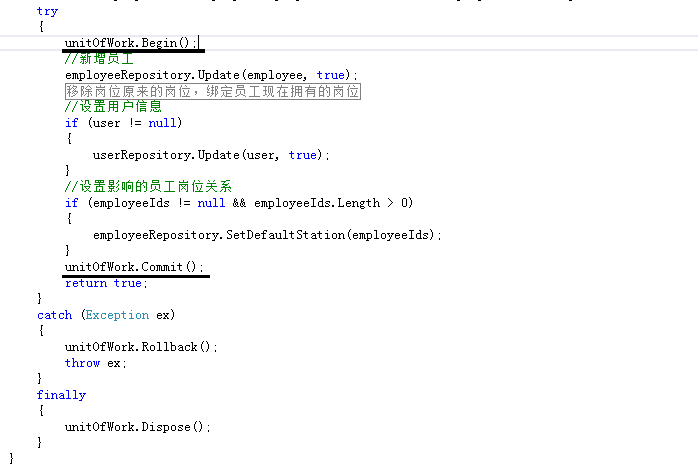 try
{
unitOfWork.Begin();
//新增员工
employeeRepository.Update(employee, true);
移除岗位原来的岗位，绑定员工现在拥有的岗位
//设置用户信息
if (user != null)
{
userRepository.Update(user, true);
}
//设置影响的员工岗位关系
if (employeeIds != null && employeeIds.Length > 0)
{
employeeRepository.SetDefaultStation(employeeIds);
}
unitOfWork.Commit();
return true;
}
catch (Exception ex)
{
unitOfWork.Rollback();
throw ex;
}
finally
{
unitOfWork.Dispose();
}
}